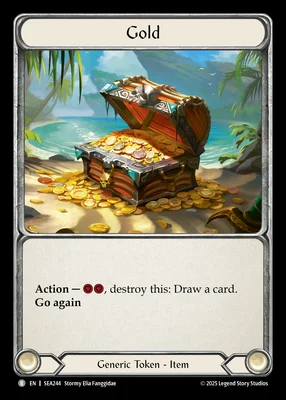 Gold
Action — , destroy this: Draw a card.
Go again
Generic Token - Item
EN | SEA244 Stormy Elia Fanggidae © 2025 Legend Story Studios